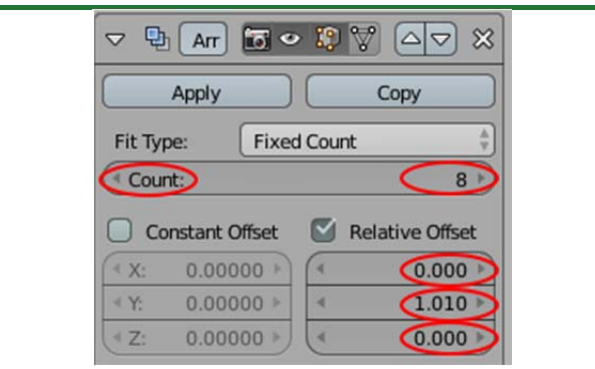 Arr
Apply Copy
Fit Type: Fixed Count
Count: 8
Constant Offset Relative Offset
X: 0.00000 0.000
Y: 0.00000 1.010
Z: 0.00000 0.000